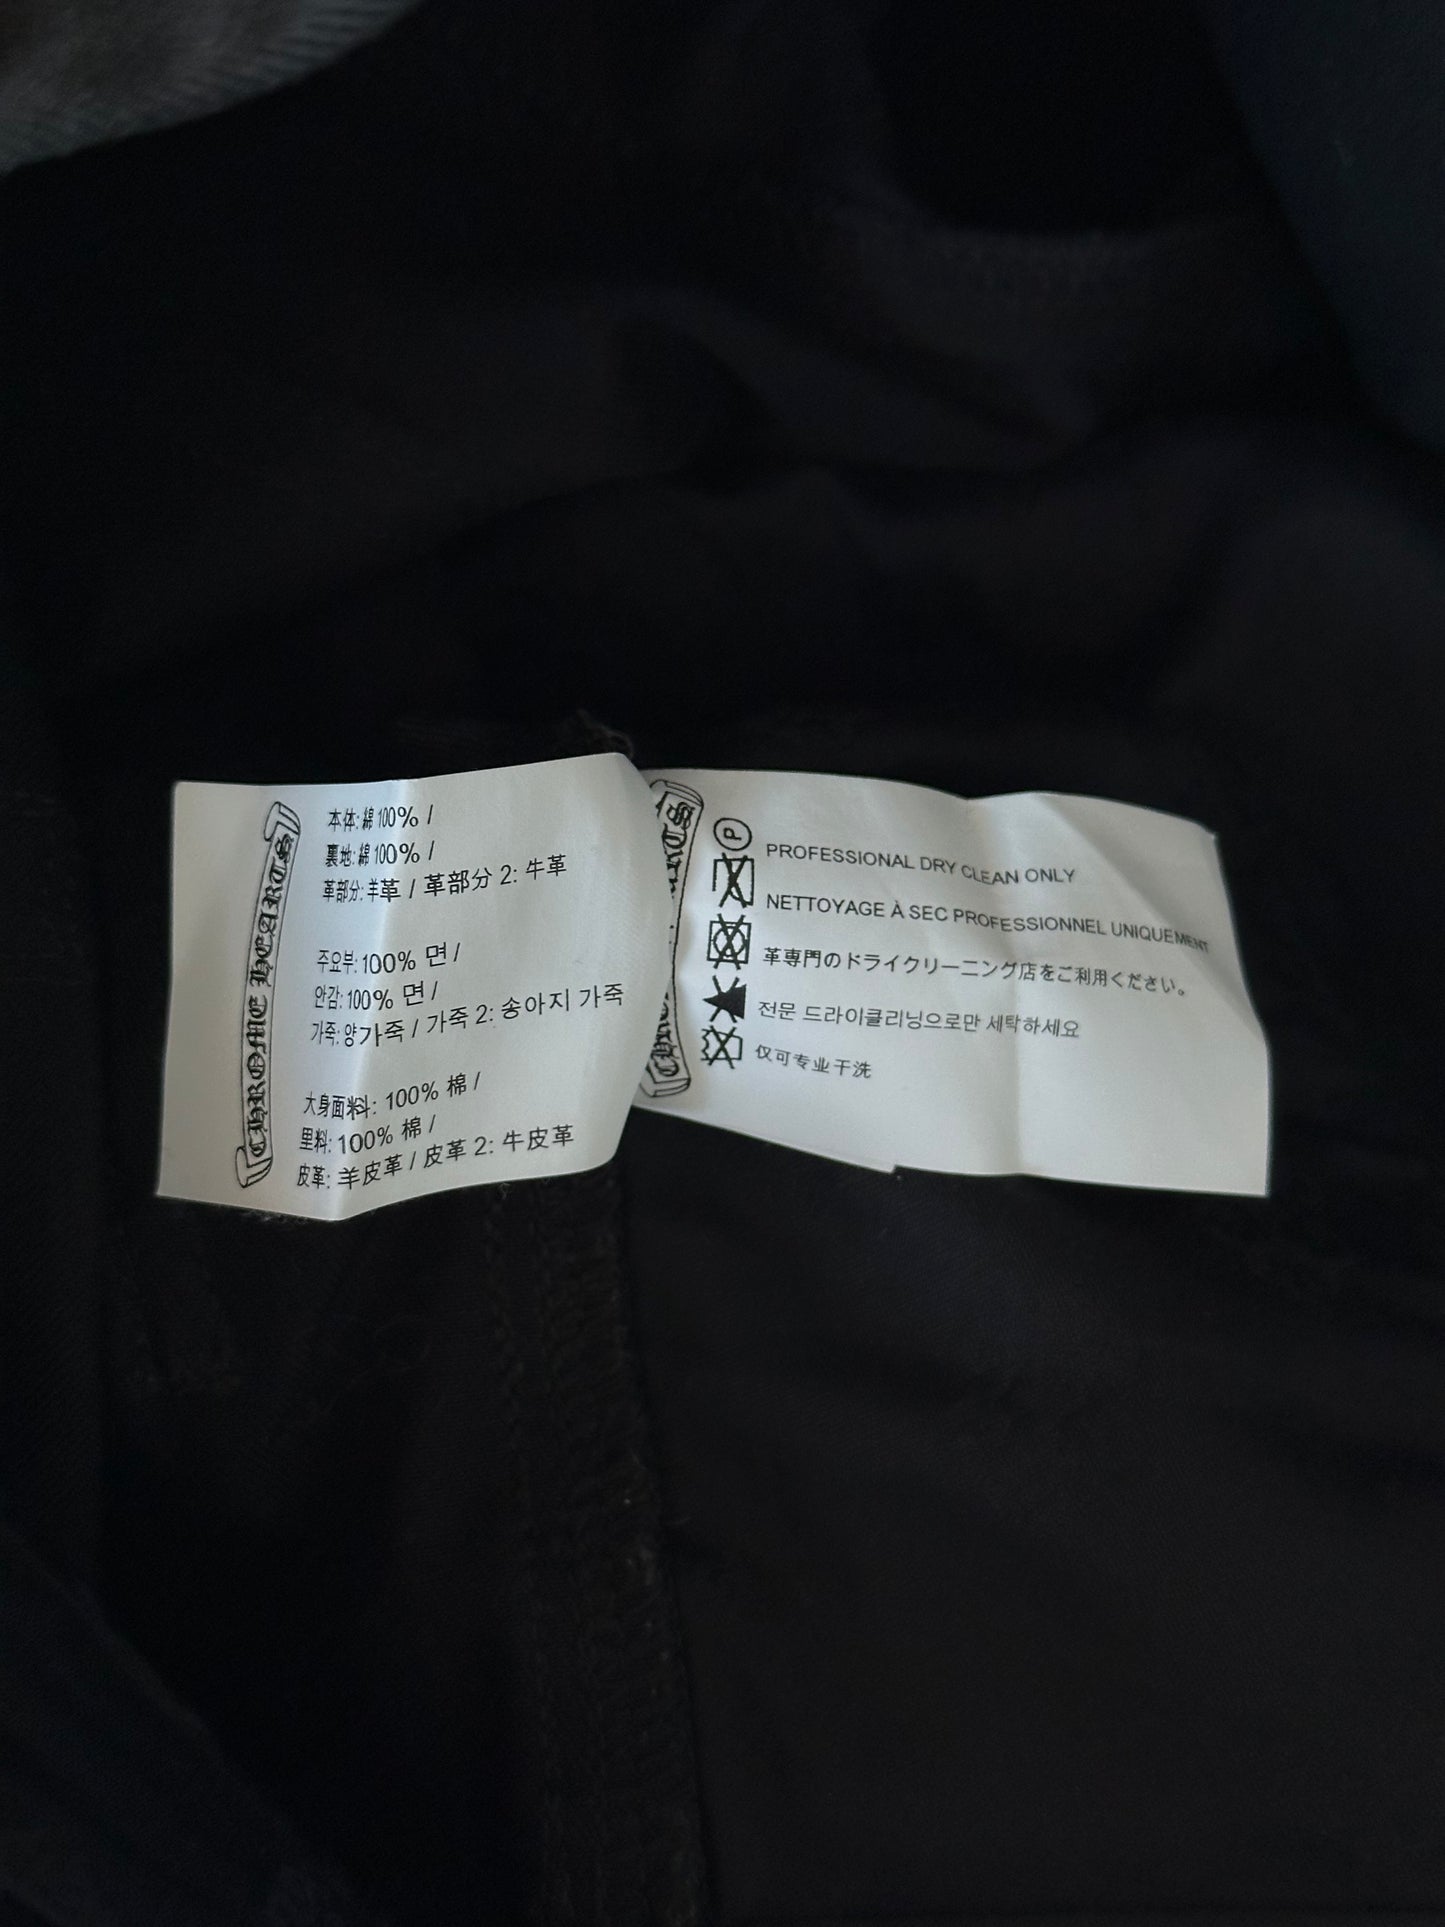 CHROME HEARTS
本体: 綿 100% /
裏地: 綿 100% /
革部分: 羊革 / 革部分 2: 牛革
주요부: 100% 면 /
안감: 100% 면 /
가죽: 양가죽 / 가죽 2: 송아지 가죽
大身面料: 100% 棉 /
里料: 100% 棉 /
皮革: 羊皮革 / 皮革 2: 牛皮革
P
PROFESSIONAL DRY CLEAN ONLY
NETTOYAGE À SEC PROFESSIONNEL UNIQUEMENT
革専門のドライクリーニング店をご利用ください。
전문 드라이클리닝으로만 세탁하세요
仅可专业干洗